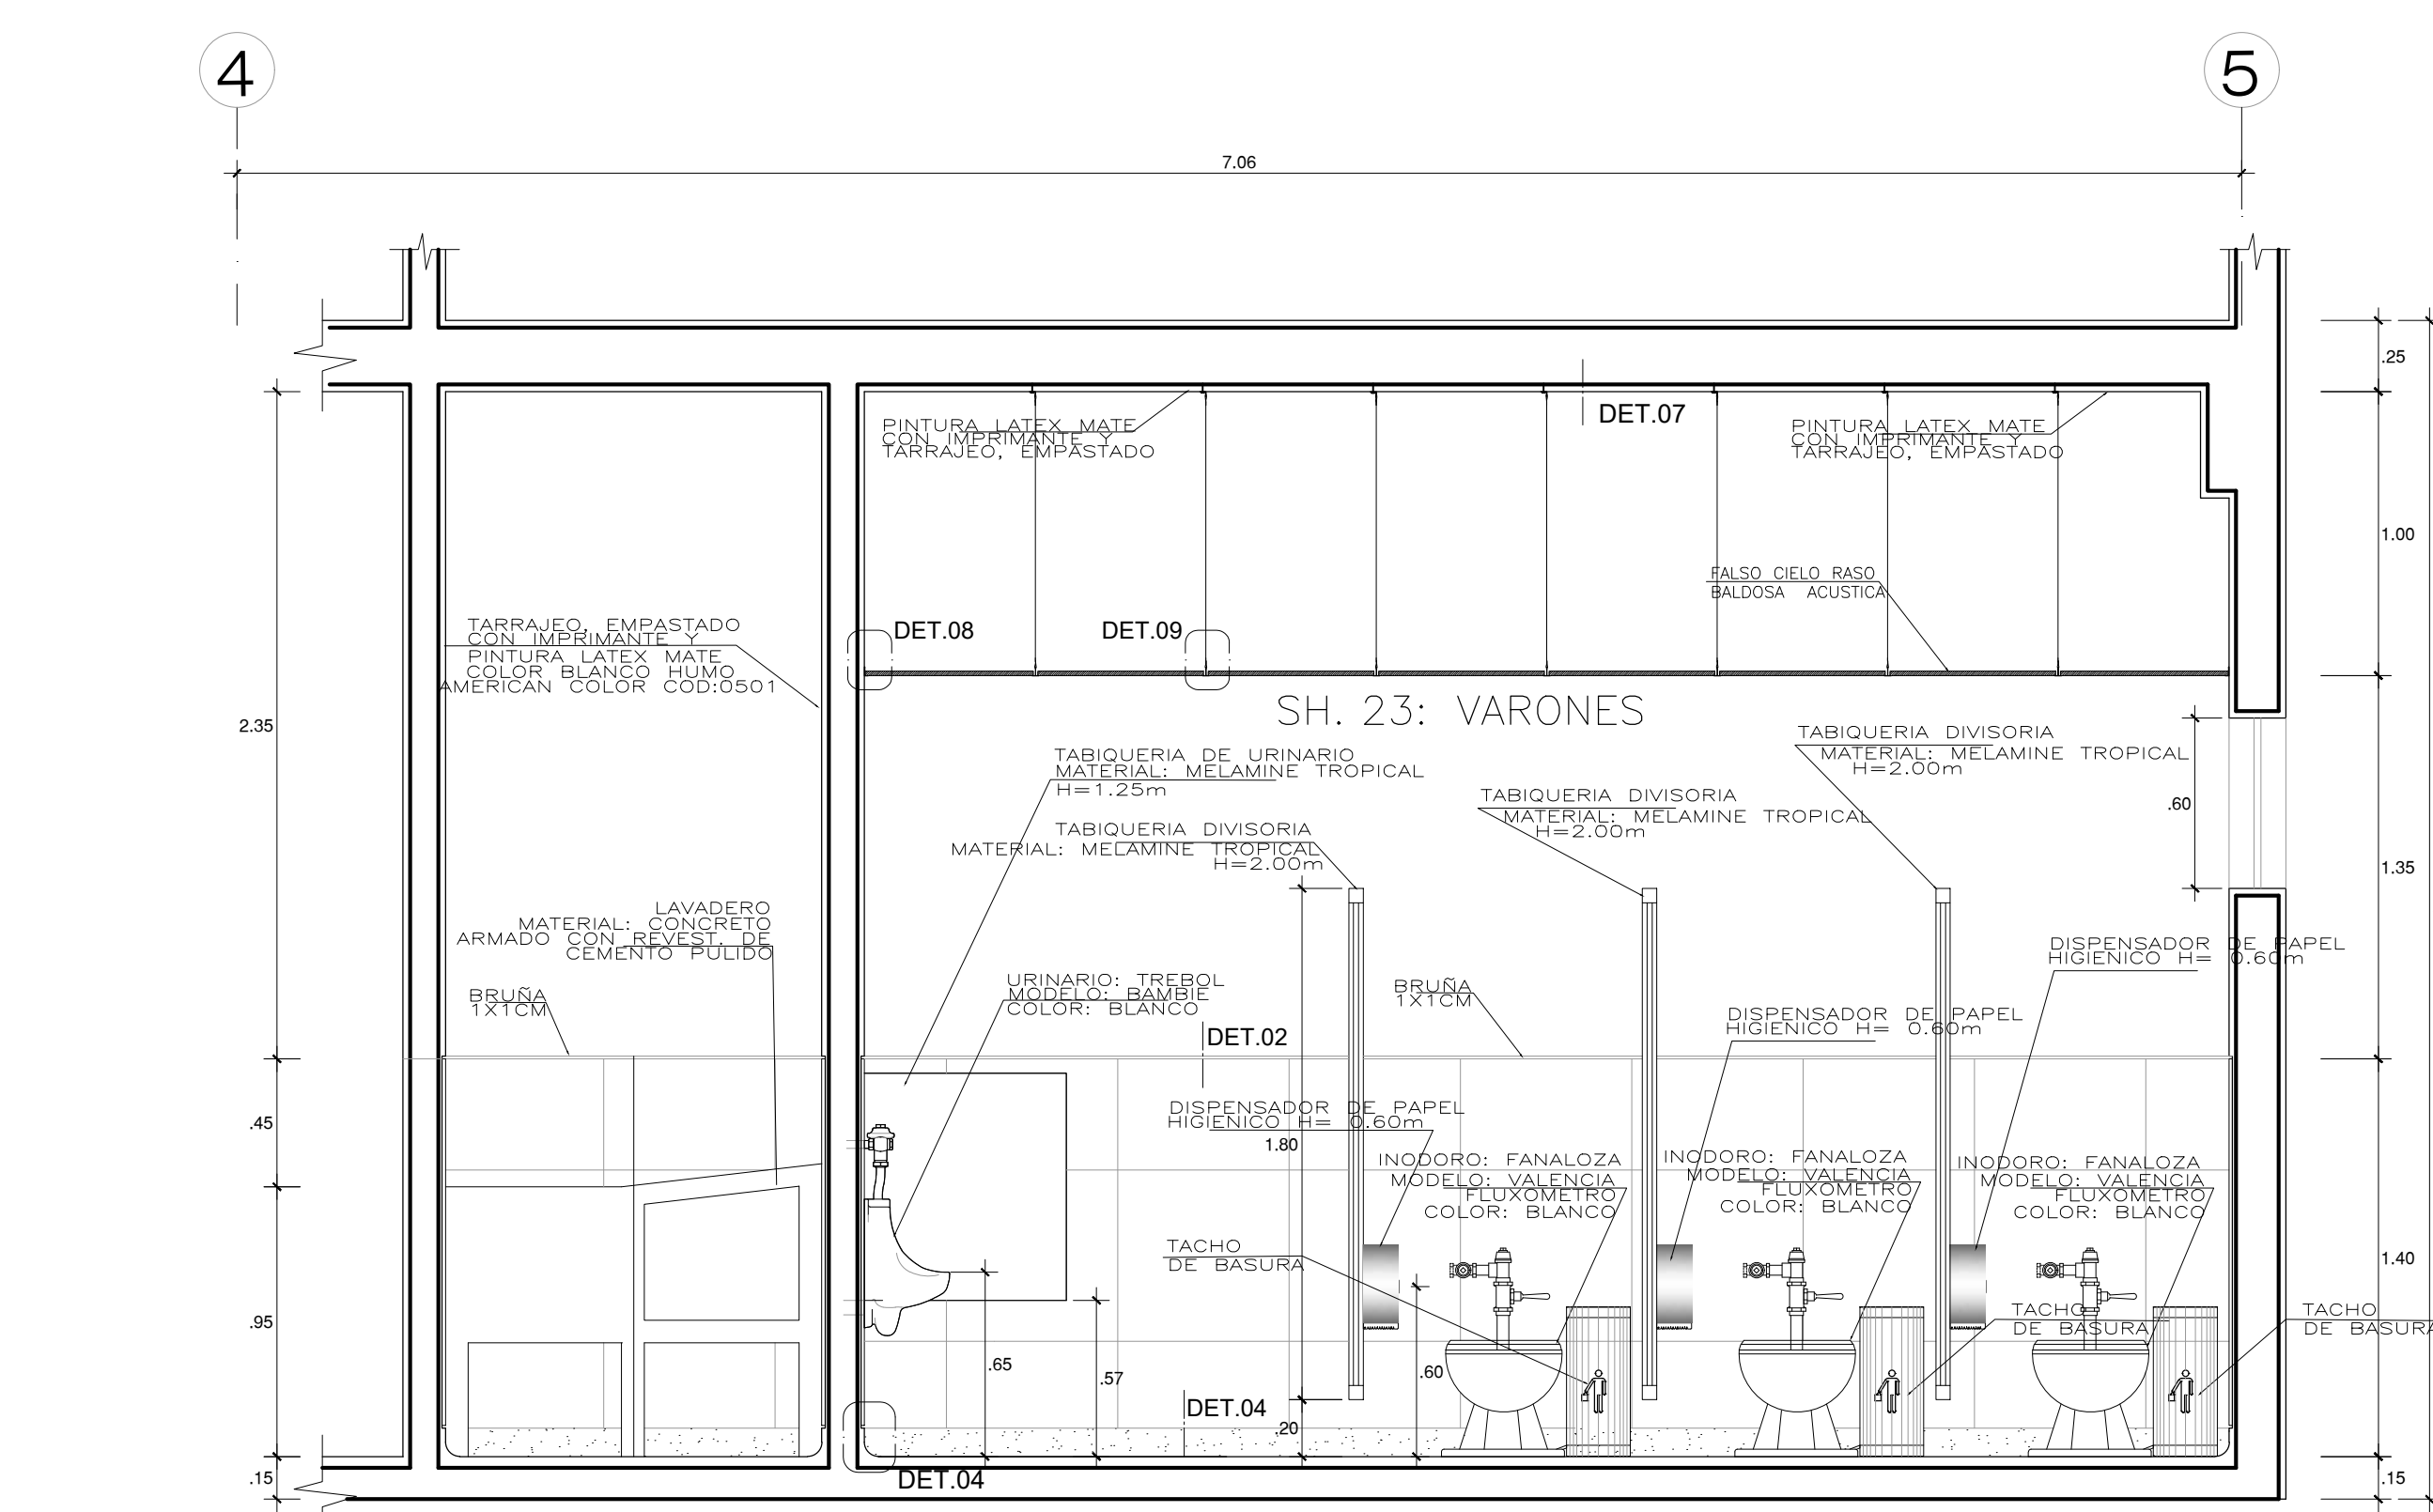 4
5
7.06
.25
PINTURA LATEX MATE
CON IMPRIMANTE Y
TARRAJEO, EMPASTADO
DET.07
PINTURA LATEX MATE
CON IMPRIMANTE Y
TARRAJEO, EMPASTADO
1.00
FALSO CIELO RASO
BALDOSA ACUSTICA
TARRAJEO, EMPASTADO
CON IMPRIMANTE Y
PINTURA LATEX MATE
COLOR BLANCO HUMO
AMERICAN COLOR COD:0501
DET.08
DET.09
SH. 23: VARONES
2.35
TABIQUERIA DE URINARIO
MATERIAL: MELAMINE TROPICAL
H=1.25m
TABIQUERIA DIVISORIA
MATERIAL: MELAMINE TROPICAL
H=2.00m
TABIQUERIA DIVISORIA
MATERIAL: MELAMINE TROPICAL
H=2.00m
TABIQUERIA DIVISORIA
MATERIAL: MELAMINE TROPICAL
H=2.00m
.60
1.35
LAVADERO
MATERIAL: CONCRETO
ARMADO CON REVEST. DE
CEMENTO PULIDO
BRUÑA
1X1CM
URINARIO: TREBOL
MODELO: BAMBIE
COLOR: BLANCO
BRUÑA
1X1CM
DISPENSADOR DE PAPEL
HIGIENICO H= 0.60m
DISPENSADOR DE PAPEL
HIGIENICO H= 0.60m
DET.02
.45
DISPENSADOR DE PAPEL
HIGIENICO H= 0.60m
1.80
INODORO: FANALOZA
MODELO: VALENCIA
FLUXOMETRO
COLOR: BLANCO
INODORO: FANALOZA
MODELO: VALENCIA
FLUXOMETRO
COLOR: BLANCO
INODORO: FANALOZA
MODELO: VALENCIA
FLUXOMETRO
COLOR: BLANCO
TACHO
DE BASURA
1.40
.95
TACHO
DE BASURA
TACHO
DE BASURA
.65
.57
.60
DET.04
.20
DET.04
.15
.15